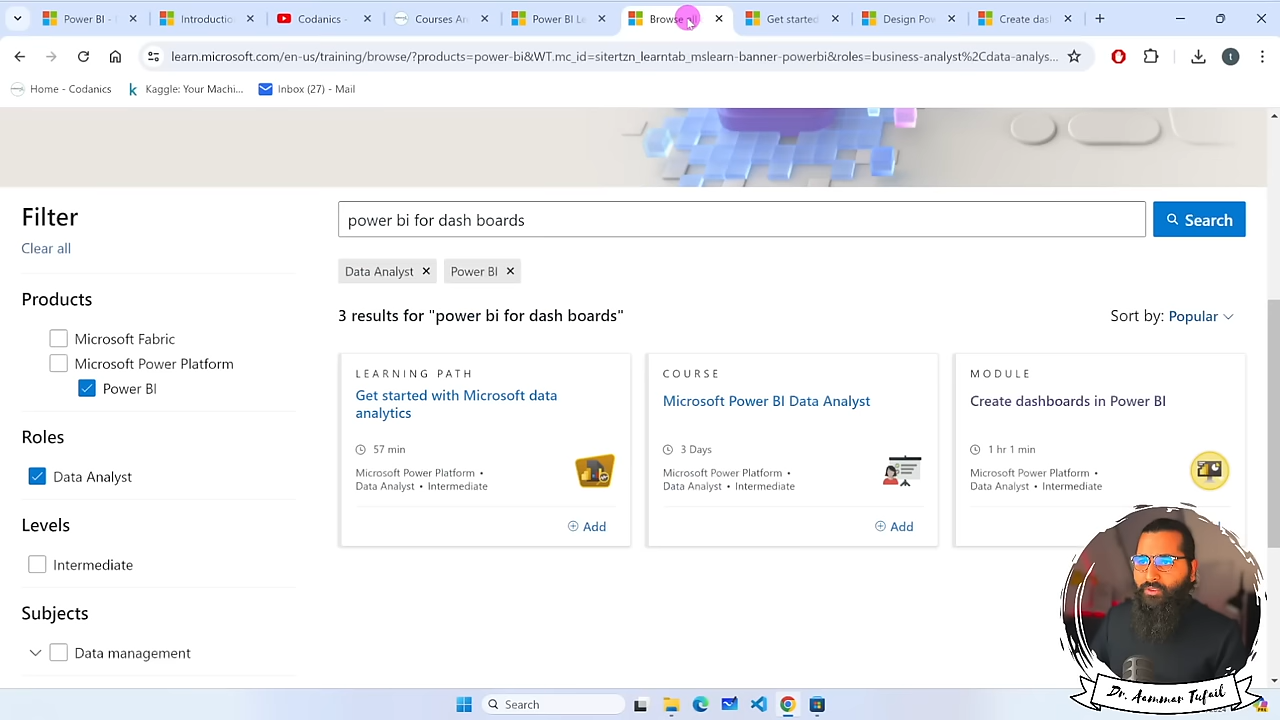 Power BI -
Introductio
Codanics -
Courses Ar
Power BI Le
Browse all
Get started
Design Pow
Create das
learn.microsoft.com/en-us/training/browse/?products=power-bi&WT.mc_id=sitertzn_learntab_mslearn-banner-powerbi&roles=business-analyst%2Cdata-analys...
t
Home - Codanics
Kaggle: Your Machi...
Inbox (27) - Mail
Filter
Clear all
power bi for dash boards
Search
Data Analyst
Power BI
Products
Microsoft Fabric
Microsoft Power Platform
Power BI
3 results for "power bi for dash boards"
Sort by: Popular
LEARNING PATH
Get started with Microsoft data
analytics
57 min
Microsoft Power Platform •
Data Analyst • Intermediate
Add
COURSE
Microsoft Power BI Data Analyst
3 Days
Microsoft Power Platform •
Data Analyst • Intermediate
Add
MODULE
Create dashboards in Power BI
1 hr 1 min
Microsoft Power Platform •
Data Analyst • Intermediate
Roles
Data Analyst
Levels
Intermediate
Subjects
Data management
Dr. Aammar Tufail
Search